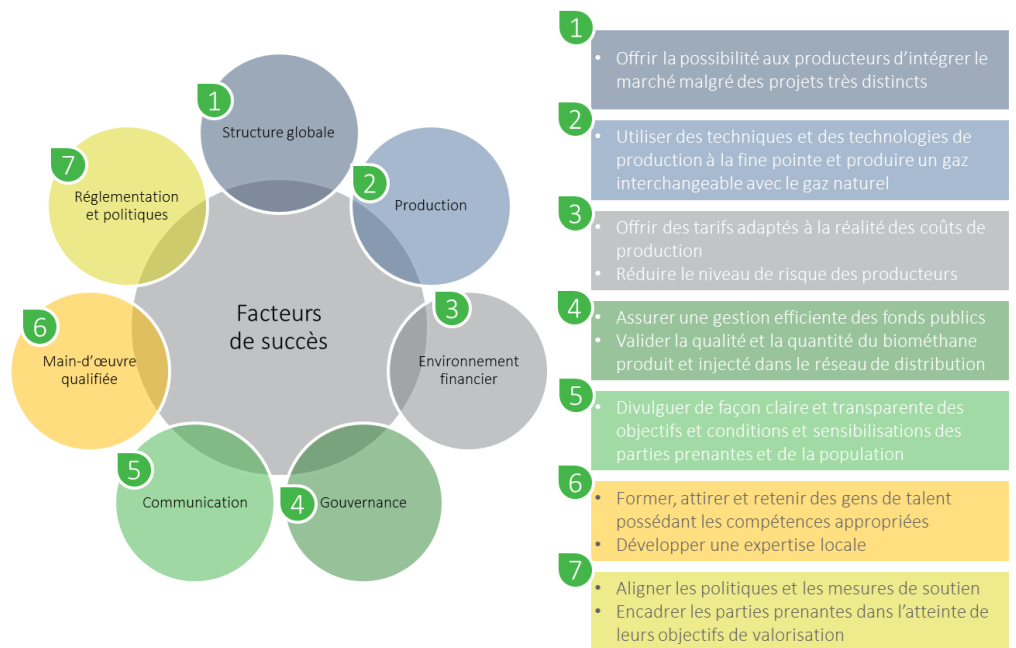 1
Structure globale
2
Production
3
Environnement
financier
4
Gouvernance
5
Communication
6
Main-d'œuvre
qualifiée
7
Réglementation
et politiques
Facteurs
de succès
1
• Offrir la possibilité aux producteurs d'intégrer le
marché malgré des projets très distincts
2
• Utiliser des techniques et des technologies de
production à la fine pointe et produire un gaz
interchangeable avec le gaz naturel
3
• Offrir des tarifs adaptés à la réalité des coûts de
production
• Réduire le niveau de risque des producteurs
4
• Assurer une gestion efficiente des fonds publics
• Valider la qualité et la quantité du biométhane
produit et injecté dans le réseau de distribution
5
• Divulguer de façon claire et transparente des
objectifs et conditions et sensibilisations des
parties prenantes et de la population
6
• Former, attirer et retenir des gens de talent
possédant les compétences appropriées
• Développer une expertise locale
7
• Aligner les politiques et les mesures de soutien
• Encadrer les parties prenantes dans l'atteinte de
leurs objectifs de valorisation